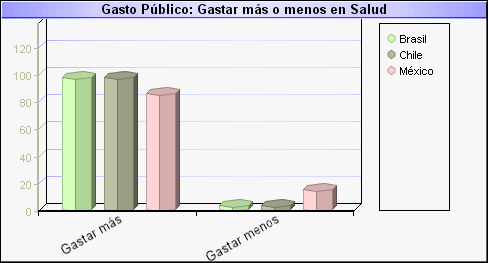 Gasto Público: Gastar más o menos en Salud
120
100
80
60
40
20
0
Gastar más
Gastar menos
Brasil
Chile
México